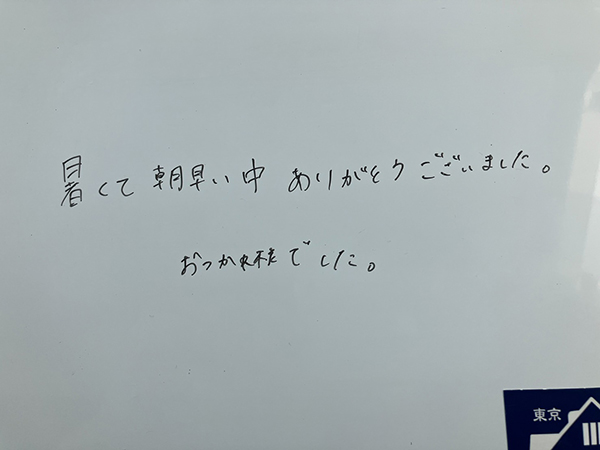 暑くて 朝早い中 ありがとうございました。
おつかれ様でした。
東京